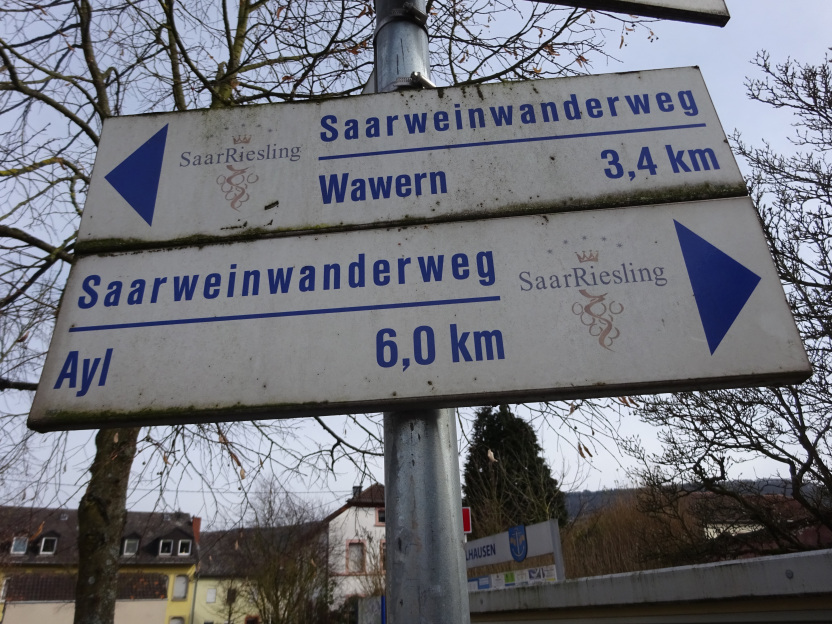 Saarweinwanderweg
SaarRiesling
Wawern 3,4 km
Saarweinwanderweg
SaarRiesling
Ayl 6,0 km
LHAUSEN